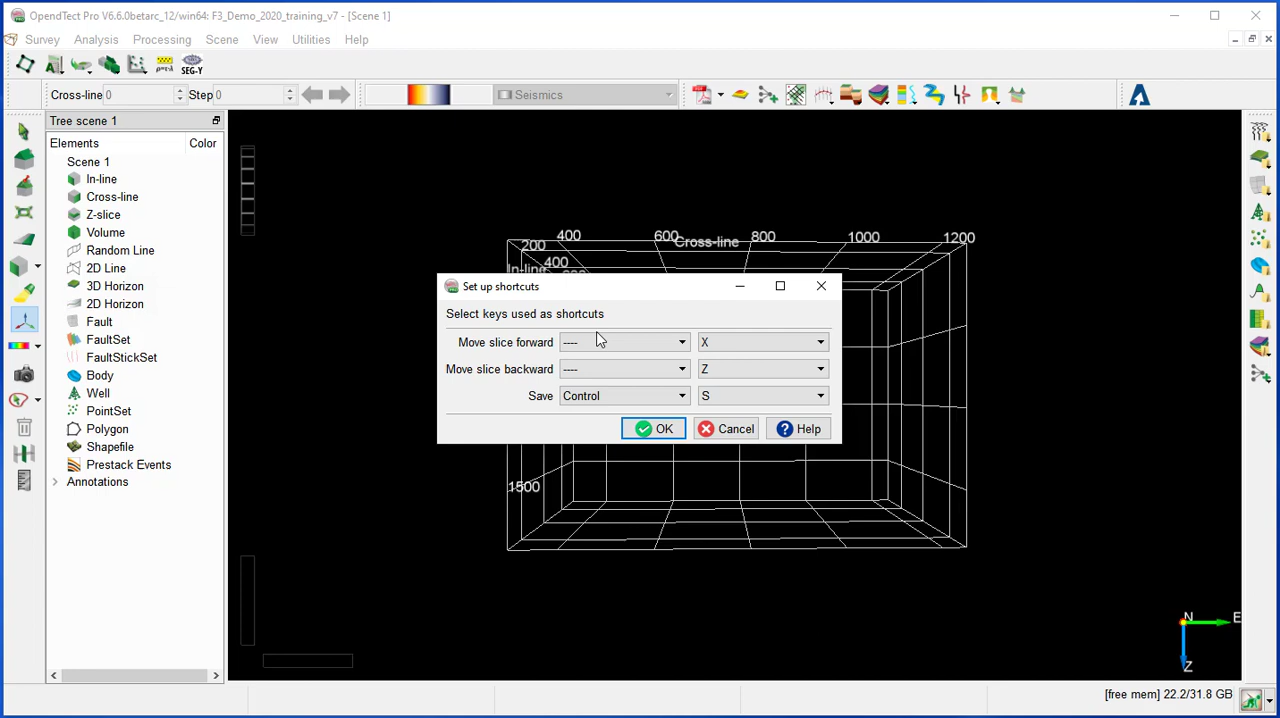 OpendTect Pro V6.6.0betarc_12/win64: F3_Demo_2020_training_v7 - [Scene 1]
Survey Analysis Processing Scene View Utilities Help
SEG-Y
Cross-line 0 Step 0 Seismics
Tree scene 1
Elements Color
Scene 1
In-line
Cross-line
Z-slice
Volume
Random Line
2D Line
3D Horizon
2D Horizon
Fault
FaultSet
FaultStickSet
Body
Well
PointSet
Polygon
Shapefile
Prestack Events
Annotations
200 400 600 Cross-line 800 1000 1200
In-line 400
1500
Set up shortcuts
Select keys used as shortcuts
Move slice forward ---- X
Move slice backward ---- Z
Save Control S
OK Cancel Help
N E
Z
[free mem] 22.2/31.8 GB